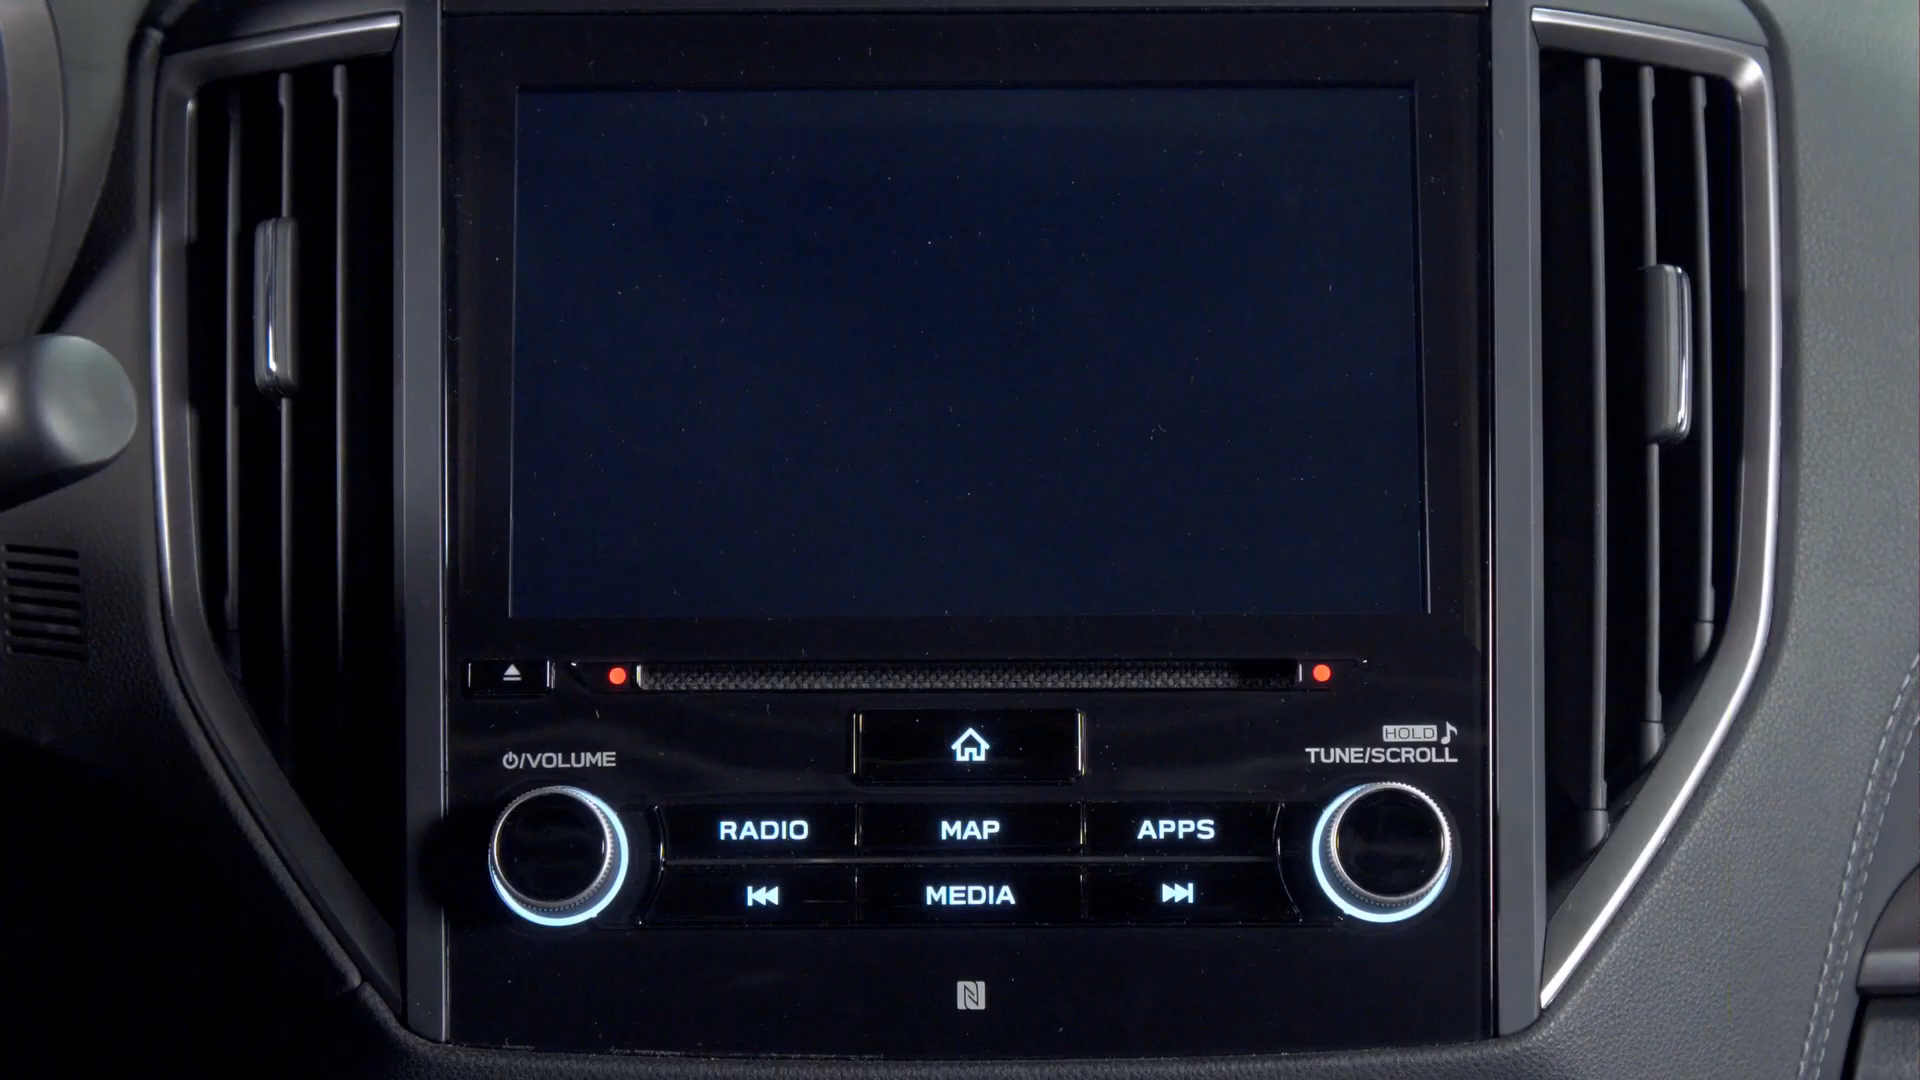 HOLD
/VOLUME
TUNE/SCROLL
RADIO
MAP
APPS
MEDIA